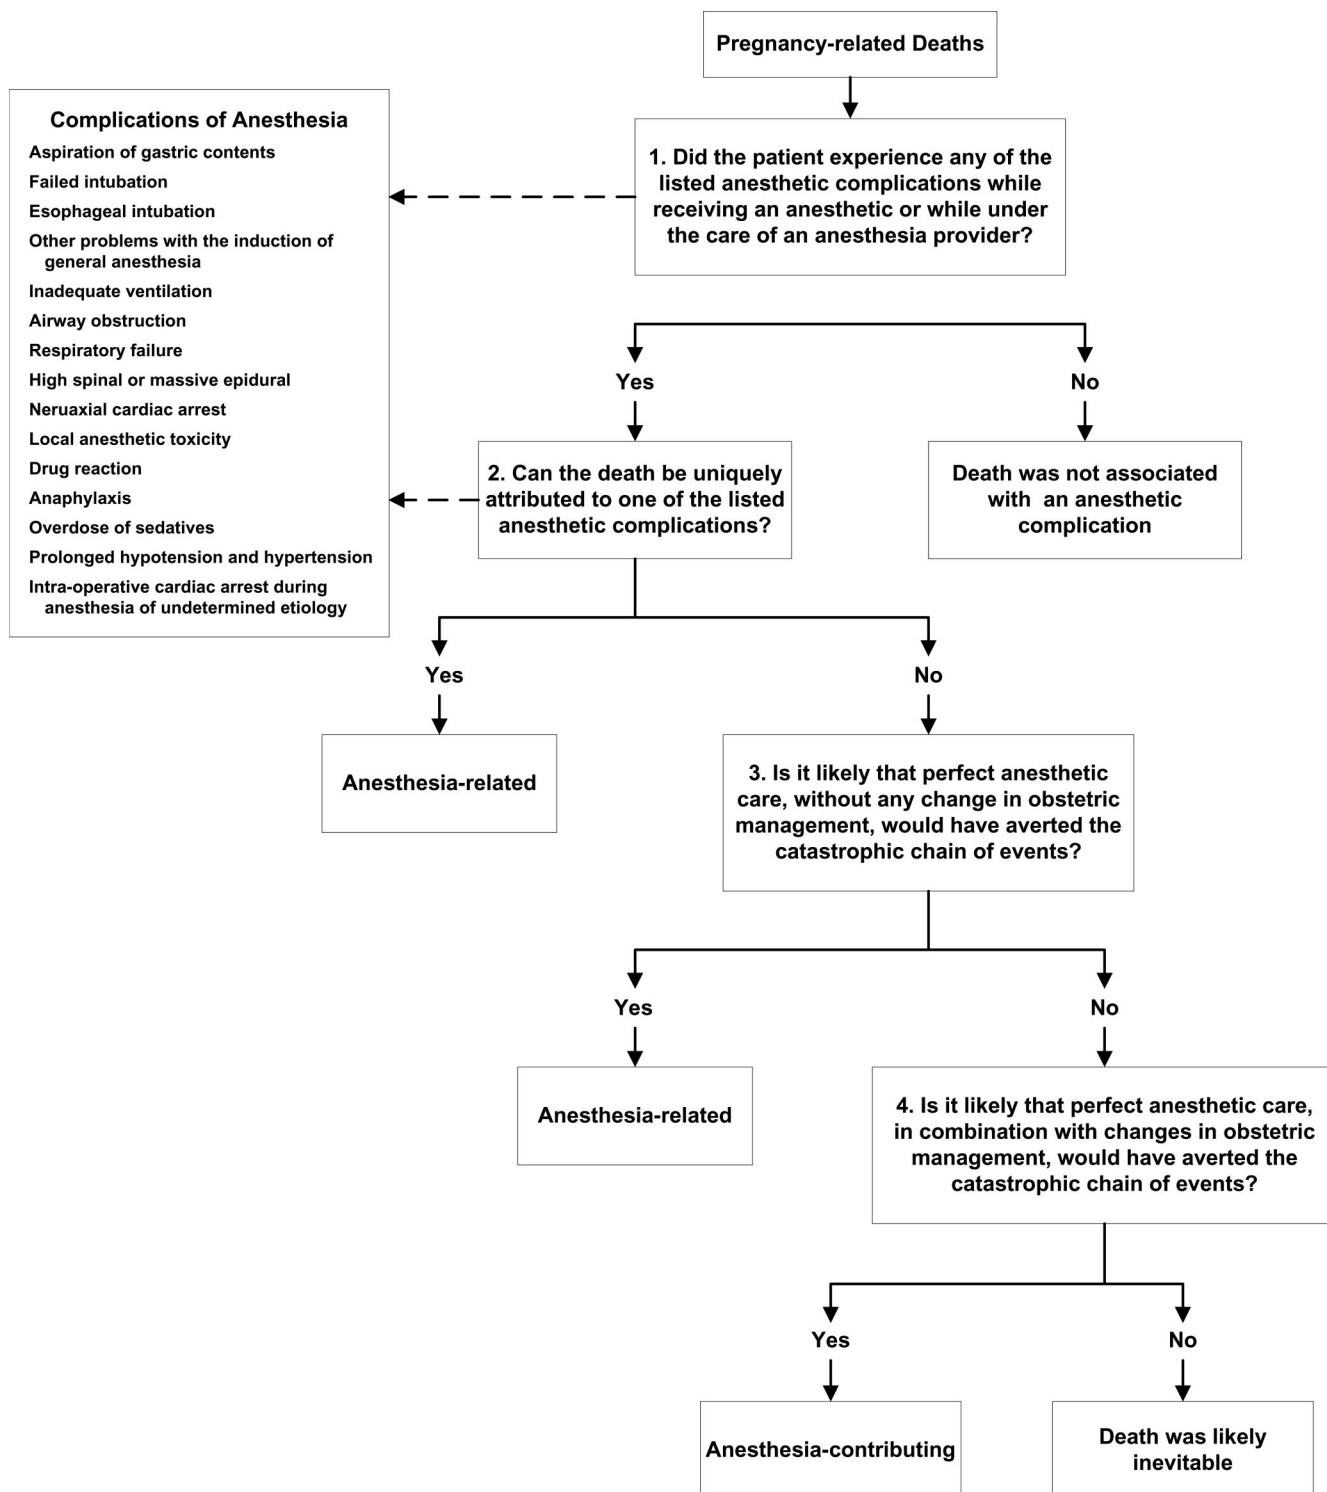 Pregnancy-related Deaths
Complications of Anesthesia
Aspiration of gastric contents
Failed intubation
Esophageal intubation
Other problems with the induction of
general anesthesia
Inadequate ventilation
Airway obstruction
Respiratory failure
High spinal or massive epidural
Neruaxial cardiac arrest
Local anesthetic toxicity
Drug reaction
Anaphylaxis
Overdose of sedatives
Prolonged hypotension and hypertension
Intra-operative cardiac arrest during
anesthesia of undetermined etiology
1. Did the patient experience any of the
listed anesthetic complications while
receiving an anesthetic or while under
the care of an anesthesia provider?
Yes
No
2. Can the death be uniquely
attributed to one of the listed
anesthetic complications?
Death was not associated
with an anesthetic
complication
Yes
No
Anesthesia-related
3. Is it likely that perfect anesthetic
care, without any change in obstetric
management, would have averted the
catastrophic chain of events?
Yes
No
Anesthesia-related
4. Is it likely that perfect anesthetic care,
in combination with changes in obstetric
management, would have averted the
catastrophic chain of events?
Yes
No
Anesthesia-contributing
Death was likely
inevitable